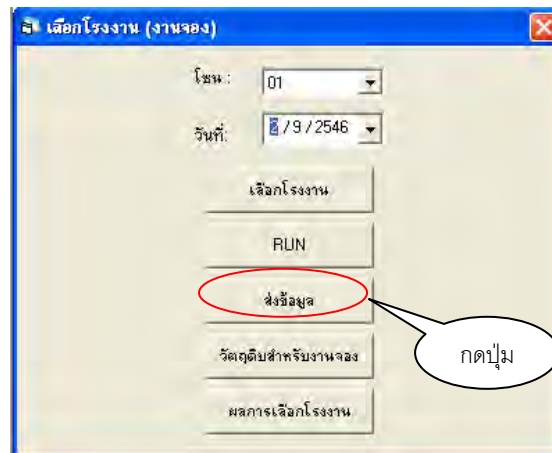 เลือกโรงงาน (งานจอง)
โซน : 01
วันที่: 2 / 9 / 2546
เลือกโรงงาน
RUN
ส่งข้อมูล
กดปุ่ม
วัตถุดิบสำหรับงานจอง
ผลการเลือกโรงงาน